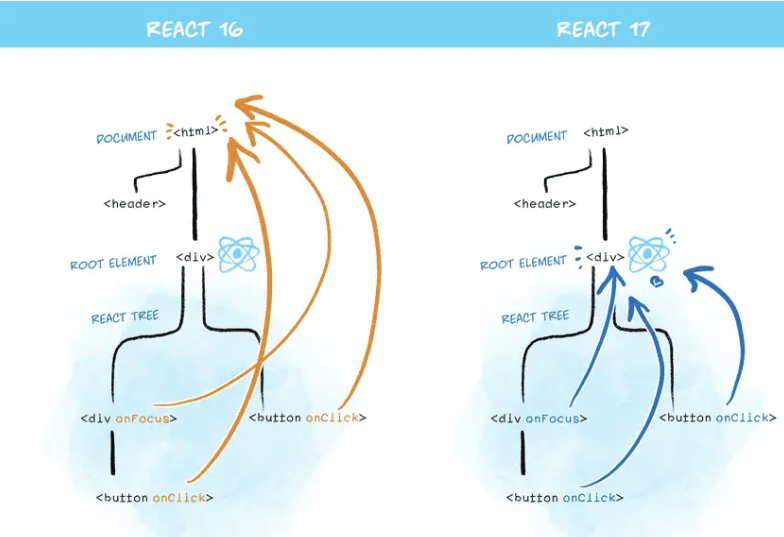 REACT 16
DOCUMENT <html>
<header>
ROOT ELEMENT <div>
REACT TREE
<div onFocus>
<button onClick>
<button onClick>
REACT 17
DOCUMENT <html>
<header>
ROOT ELEMENT <div>
REACT TREE
<div onFocus>
<button onClick>
<button onClick>